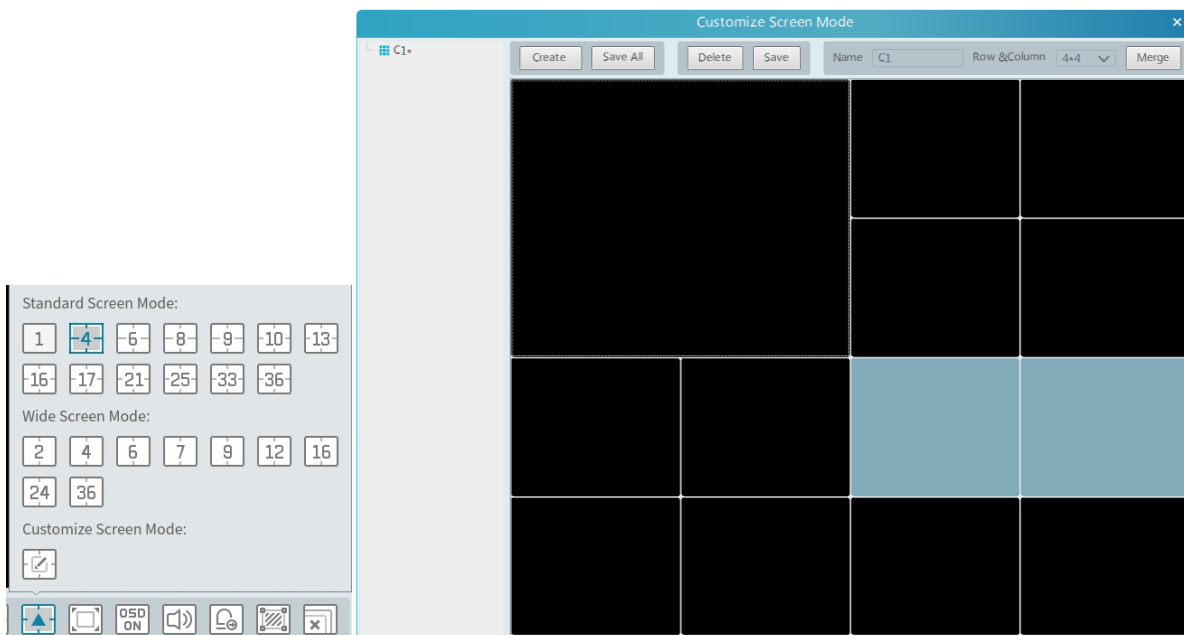 Customize Screen Mode ×
C1*
Create Save All Delete Save Name C1 Row &Column 4*4 Merge
Standard Screen Mode:
1 4 6 8 9 10 13
16 17 21 25 33 36
Wide Screen Mode:
2 4 6 7 9 12 16
24 36
Customize Screen Mode:
OSD
ON